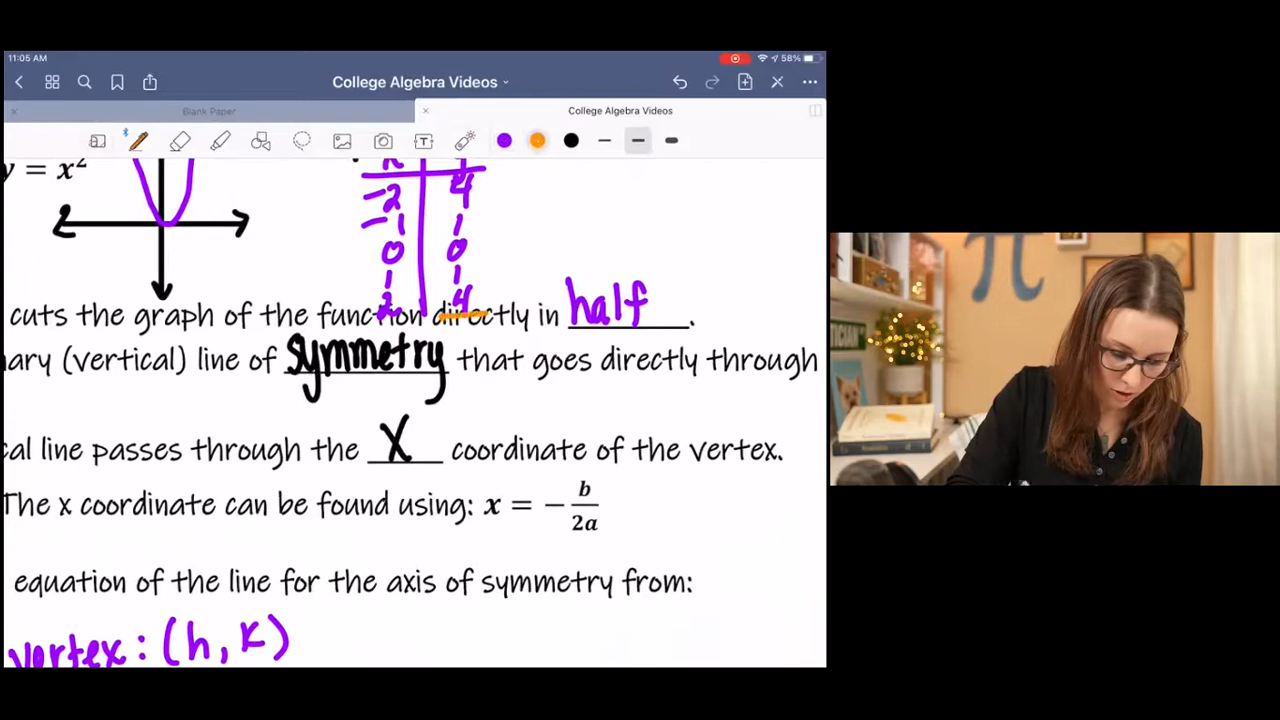 11:05 AM
58%
College Algebra Videos
Blank Paper
College Algebra Videos
y = x²
-2 4
-1 1
0 0
1 1
2 4
cuts the graph of the function directly in half.
ary (vertical) line of symmetry that goes directly through
cal line passes through the X coordinate of the vertex.
The x coordinate can be found using: x = - b/2a
equation of the line for the axis of symmetry from:
vertex: (h, k)